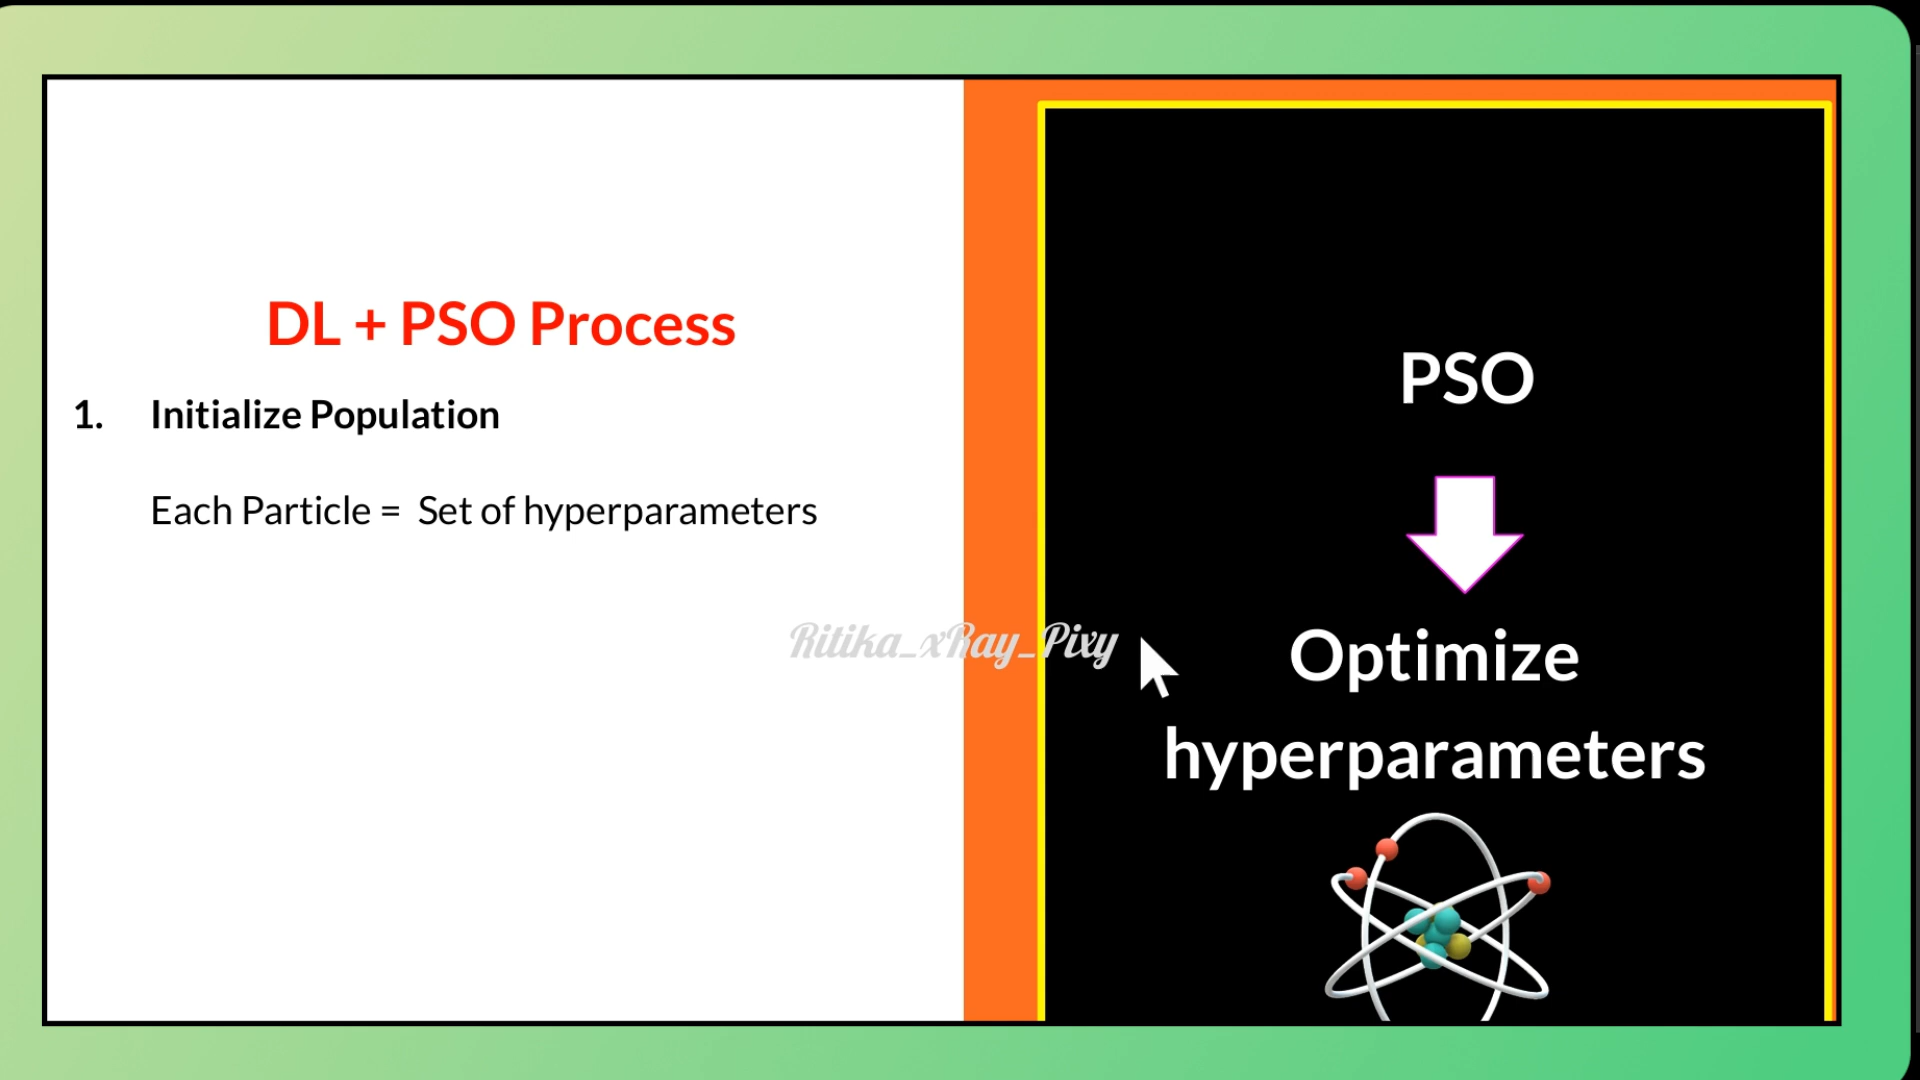 DL + PSO Process
1. Initialize Population
Each Particle = Set of hyperparameters
Ritika_xRay_Pixy
PSO
Optimize
hyperparameters